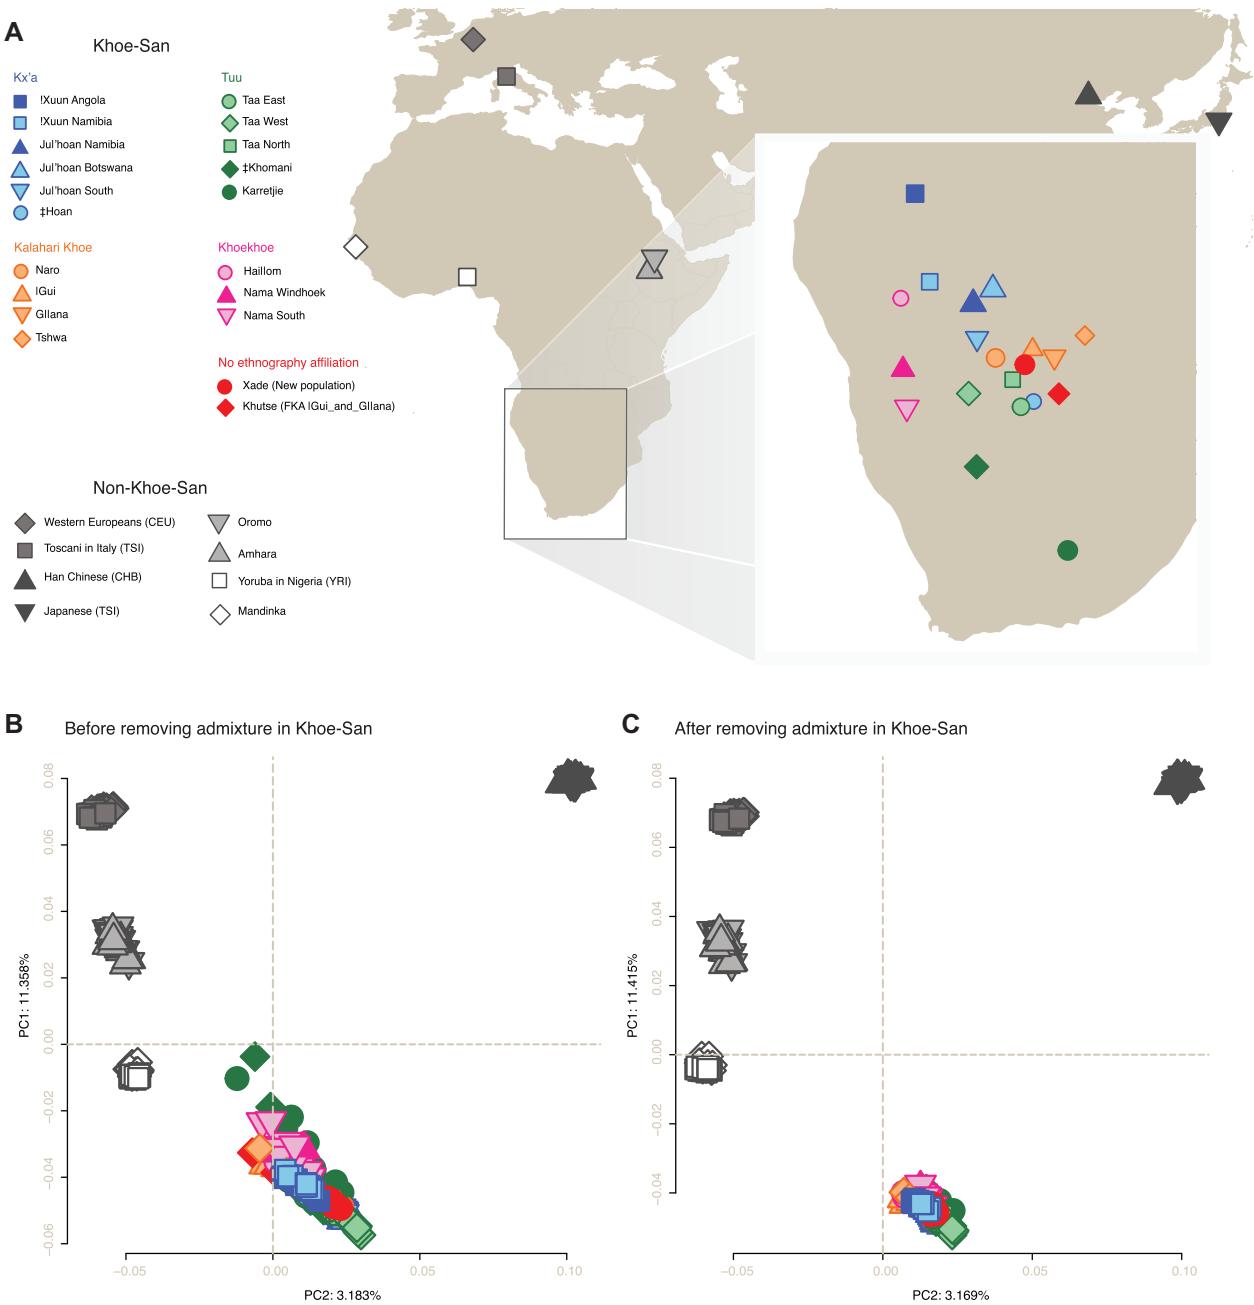 A
Khoe-San
Kx'a
!Xuun Angola
!Xuun Namibia
Jul'hoan Namibia
Jul'hoan Botswana
Jul'hoan South
‡Hoan
Tuu
Taa East
Taa West
Taa North
‡Khomani
Karretjie
Kalahari Khoe
Naro
lGui
Gllana
Tshwa
Khoekhoe
Haillom
Nama Windhoek
Nama South
No ethnography affiliation
Xade (New population)
Khutse (FKA lGui_and_Gllana)
Non-Khoe-San
Western Europeans (CEU)
Toscani in Italy (TSI)
Han Chinese (CHB)
Japanese (TSI)
Oromo
Amhara
Yoruba in Nigeria (YRI)
Mandinka
B
Before removing admixture in Khoe-San
0.08
0.06
0.04
0.02
0.00
−0.02
−0.04
−0.06
PC1: 11.358%
−0.05
0.00
0.05
0.10
PC2: 3.183%
C
After removing admixture in Khoe-San
0.08
0.06
0.04
0.02
0.00
−0.02
−0.04
PC1: 11.415%
−0.05
0.00
0.05
0.10
PC2: 3.169%